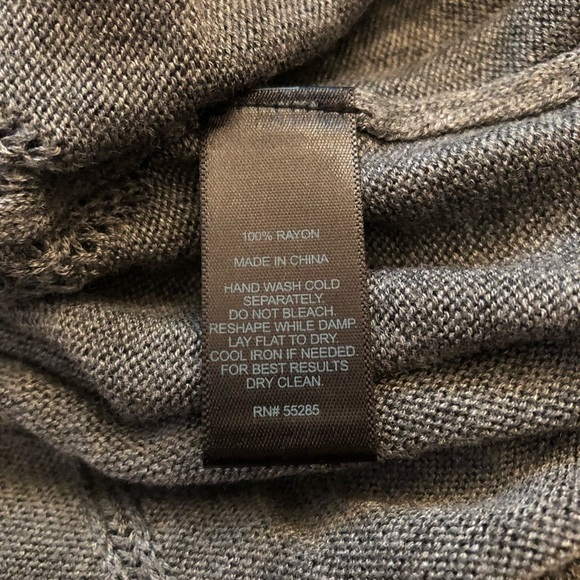 100% RAYON
MADE IN CHINA
HAND WASH COLD
SEPARATELY.
DO NOT BLEACH.
RESHAPE WHILE DAMP.
LAY FLAT TO DRY.
COOL IRON IF NEEDED.
FOR BEST RESULTS
DRY CLEAN.
RN# 55285